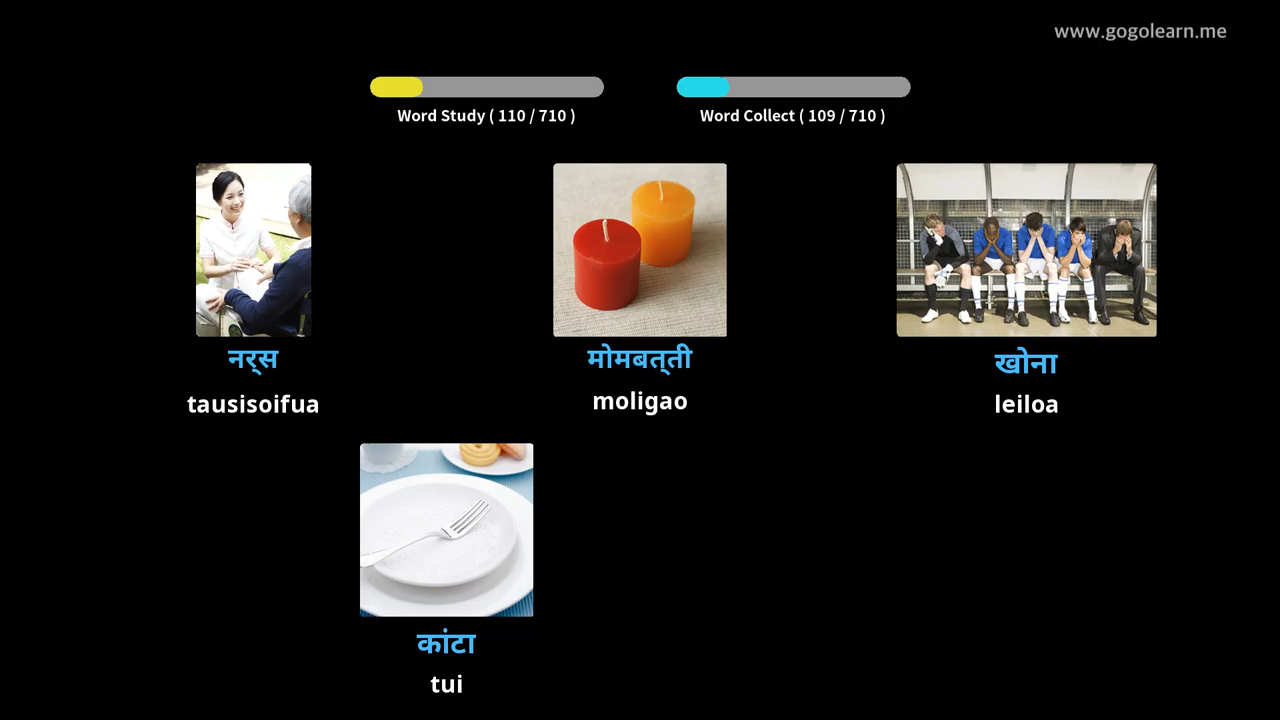 www.gogolearn.me
Word Study ( 110 / 710 )
Word Collect ( 109 / 710 )
नर्स
मोमबत्ती
खोना
tausisoifua
moligao
leiloa
कांटा
tui